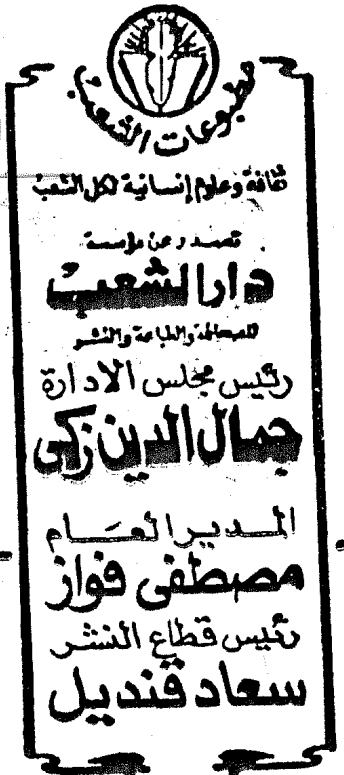 مطبوعات الشعب
ثقافة وعلوم إنسانية لكل الشعب
تصدر عن مؤسسة
دار الشعب
للصحافة والطباعة والنشر
رئيس مجلس الادارة
جمال الدين زكى
المدير العام
مصطفى فواز
رئيس قطاع النشر
سعاد قنديل